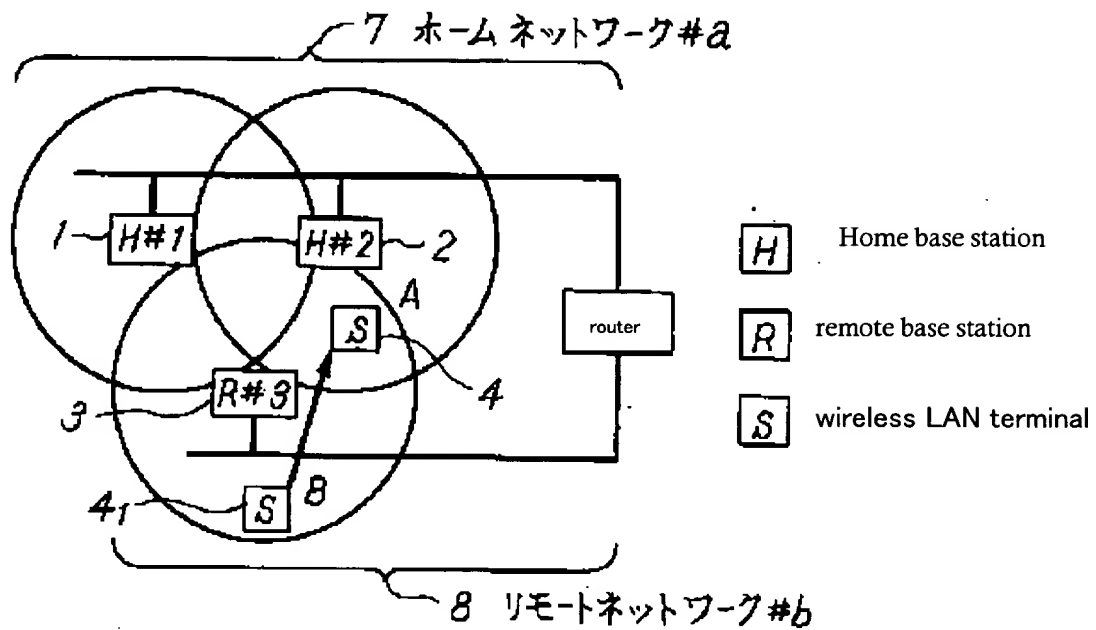 7 ホームネットワーク#a
1
H#1
H#2
2
A
S
4
R#3
3
B
4₁
S
router
H Home base station
R remote base station
S wireless LAN terminal
8 リモートネットワーク#b